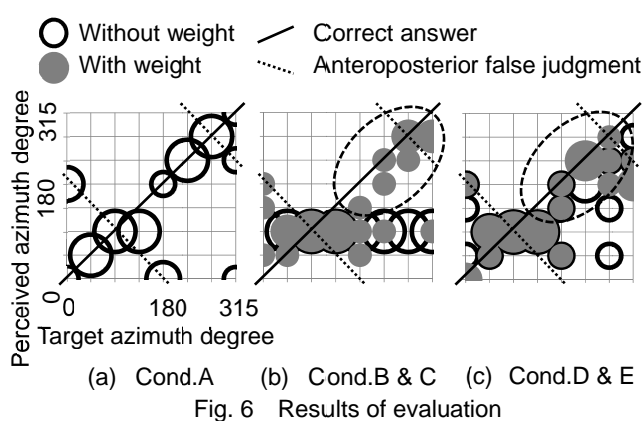 Without weight
Correct answer
With weight
Anteroposterior false judgment
Perceived azimuth degree
315
180
0
0
180
315
Target azimuth degree
(a) Cond.A
(b) Cond.B & C
(c) Cond.D & E
Fig. 6 Results of evaluation